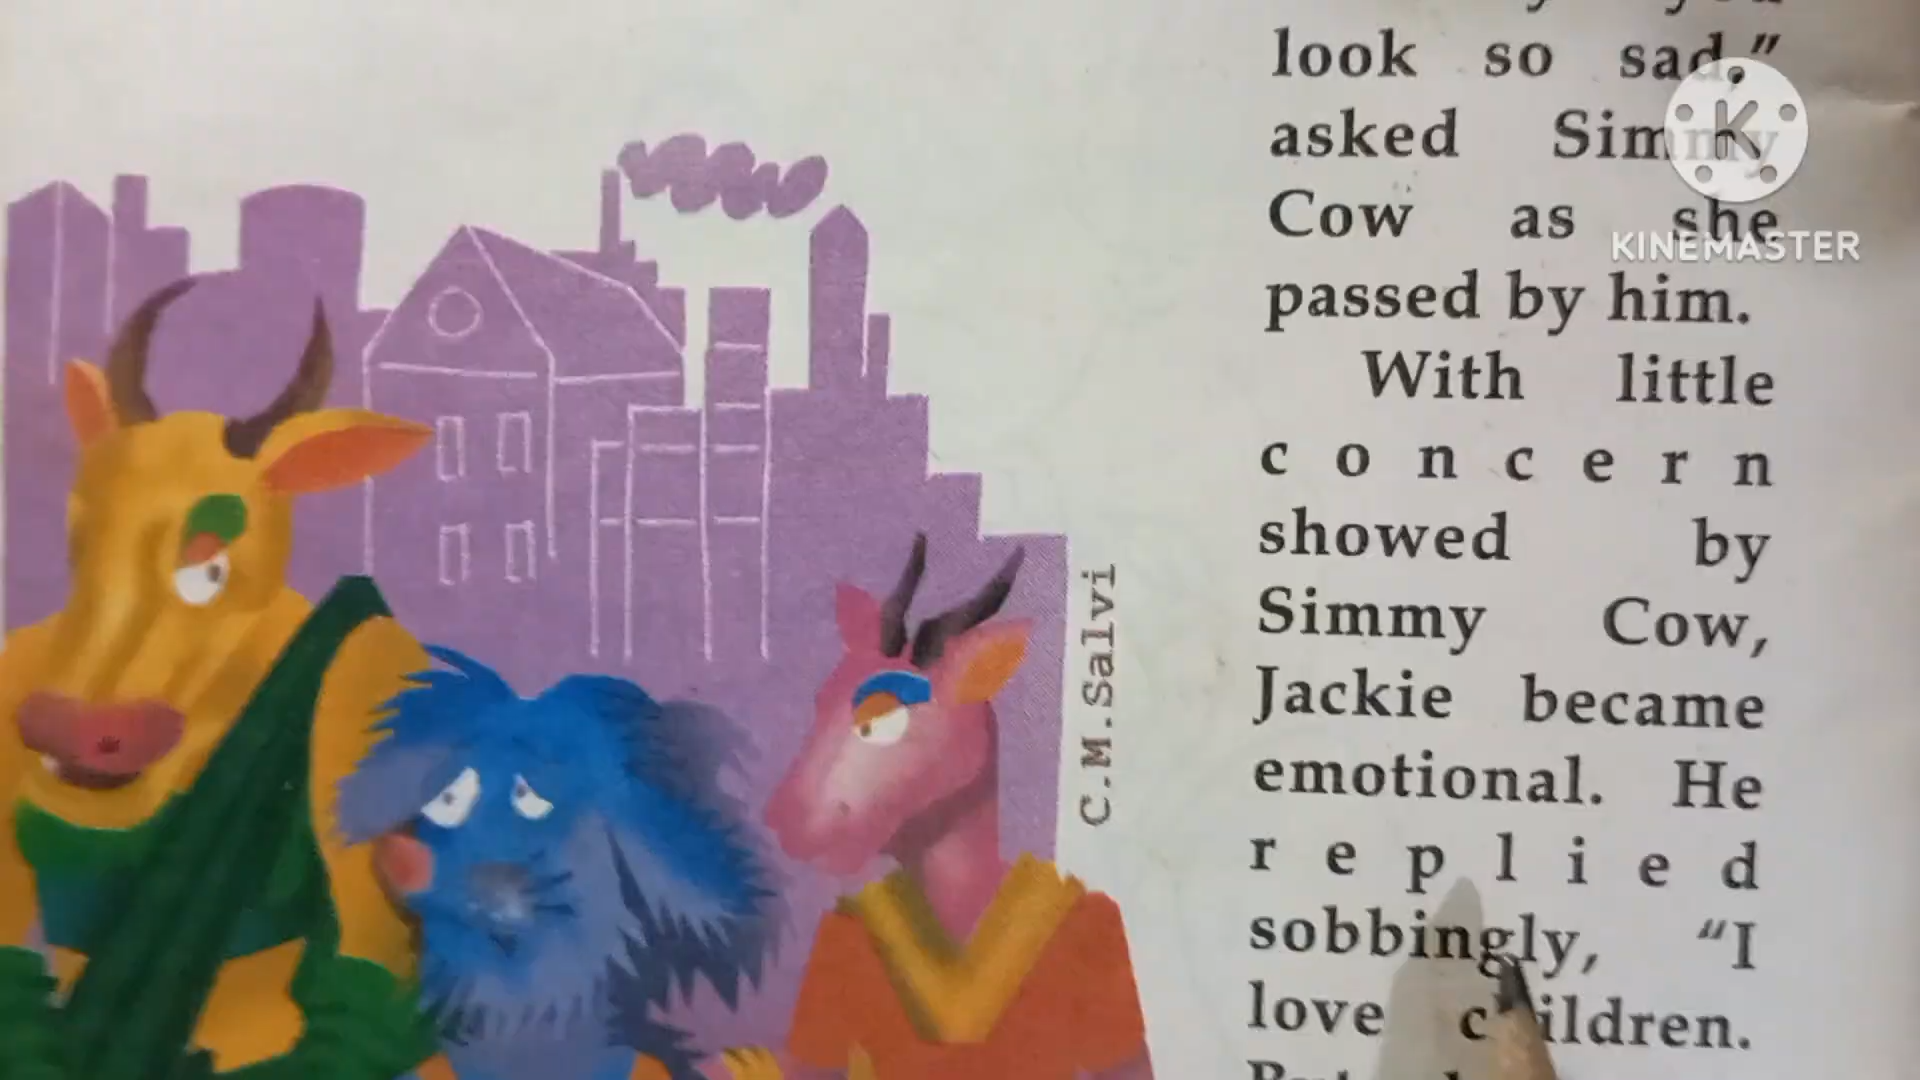 look so sad,"
asked Simmy
Cow as she
passed by him.
With little
concern
showed by
Simmy Cow,
Jackie became
emotional. He
replied
sobbingly, "I
love children.
C.M.Salvi
KINEMASTER